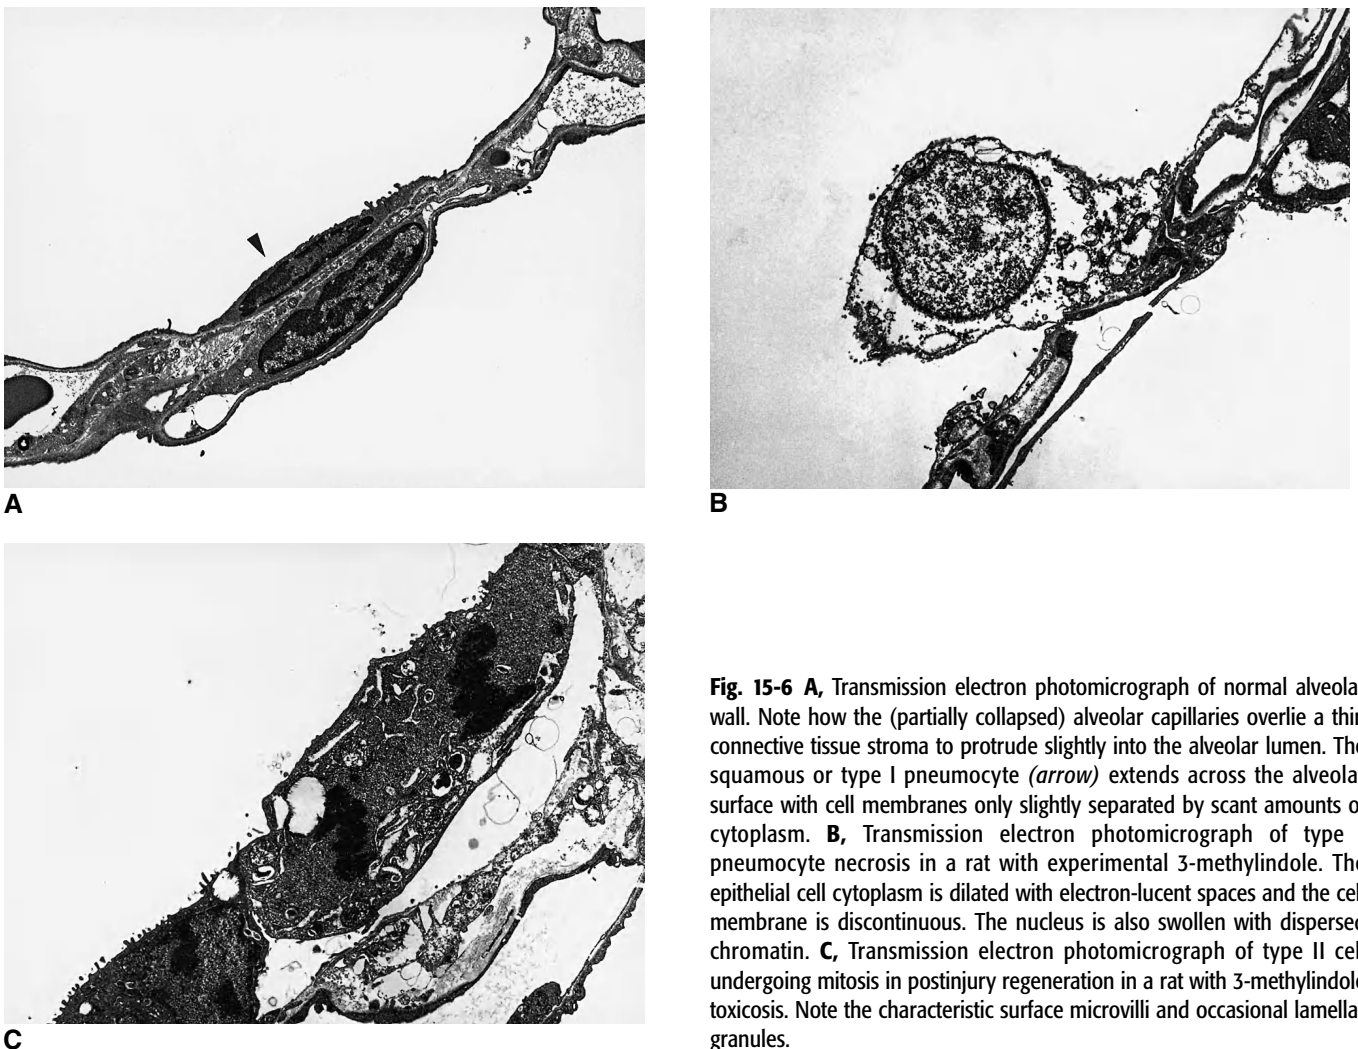 A
B
C
Fig. 15-6 A, Transmission electron photomicrograph of normal alveola
wall. Note how the (partially collapsed) alveolar capillaries overlie a thin
connective tissue stroma to protrude slightly into the alveolar lumen. The
squamous or type I pneumocyte (arrow) extends across the alveola
surface with cell membranes only slightly separated by scant amounts o
cytoplasm. B, Transmission electron photomicrograph of type
pneumocyte necrosis in a rat with experimental 3-methylindole. The
epithelial cell cytoplasm is dilated with electron-lucent spaces and the cel
membrane is discontinuous. The nucleus is also swollen with dispersed
chromatin. C, Transmission electron photomicrograph of type II cel
undergoing mitosis in postinjury regeneration in a rat with 3-methylindole
toxicosis. Note the characteristic surface microvilli and occasional lamella
granules.